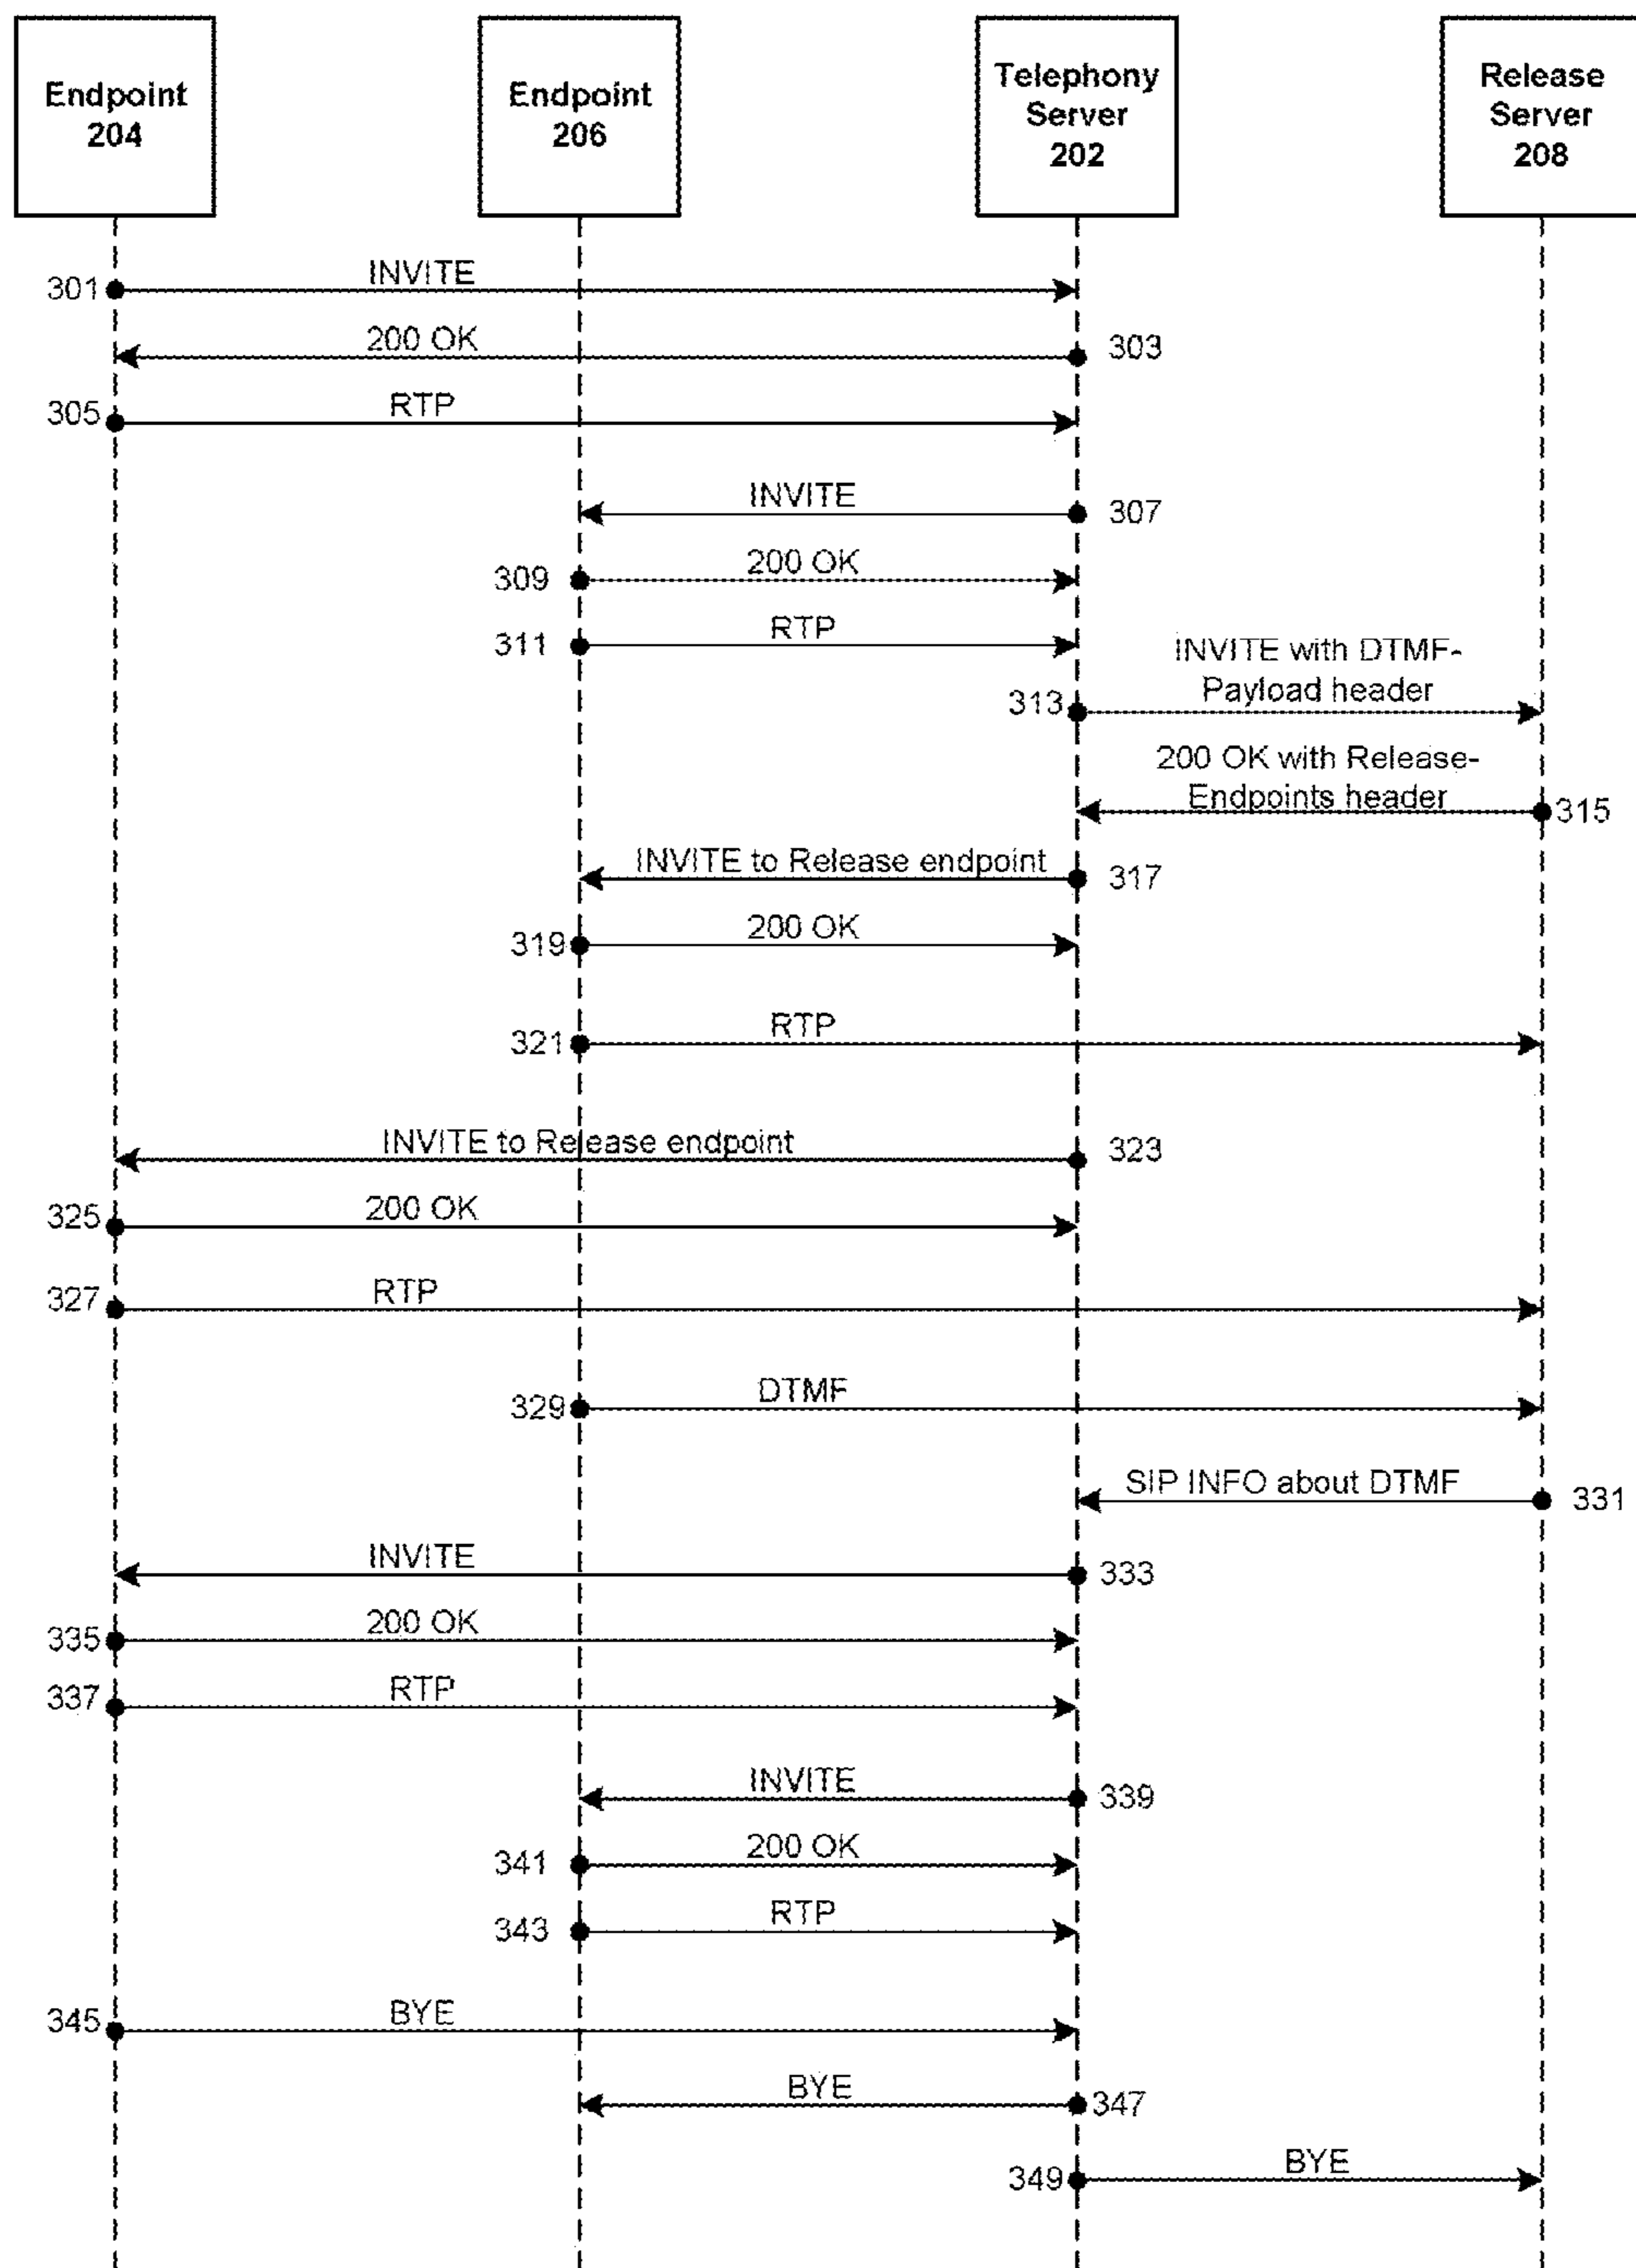 Endpoint
204
Endpoint
206
Telephony
Server
202
Release
Server
208
INVITE
301
200 OK
303
RTP
305
INVITE
307
200 OK
309
RTP
311
INVITE with DTMF-
Payload header
313
200 OK with Release-
Endpoints header
315
INVITE to Release endpoint
317
200 OK
319
RTP
321
INVITE to Release endpoint
323
200 OK
325
RTP
327
DTMF
329
SIP INFO about DTMF
331
INVITE
333
200 OK
335
RTP
337
INVITE
339
200 OK
341
RTP
343
BYE
345
BYE
347
BYE
349